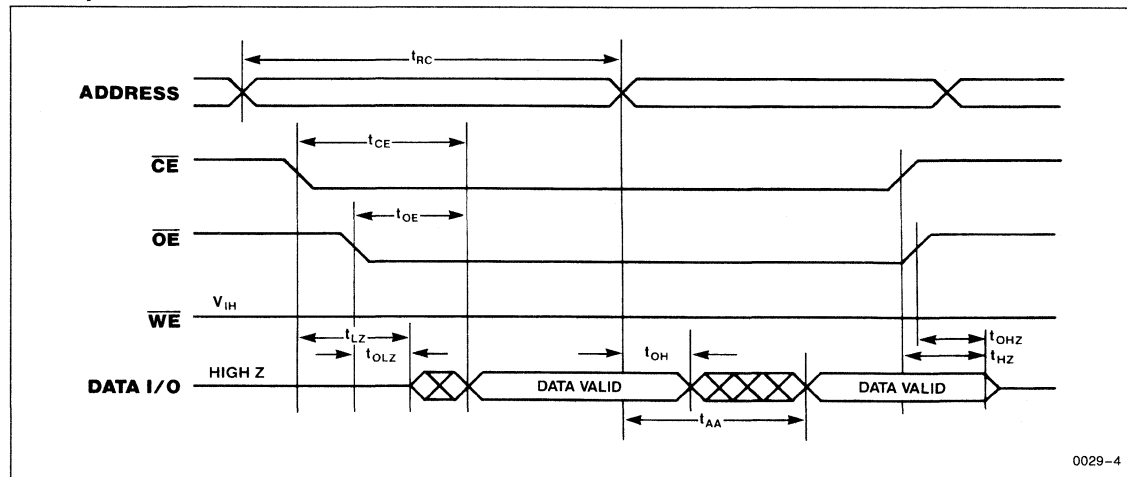 tRC
ADDRESS
tCE
CE
tOE
OE
VIH
WE
tLZ
tOHZ
tOLZ
tOH
tHZ
HIGH Z
DATA I/O
DATA VALID
DATA VALID
tAA
0029-4